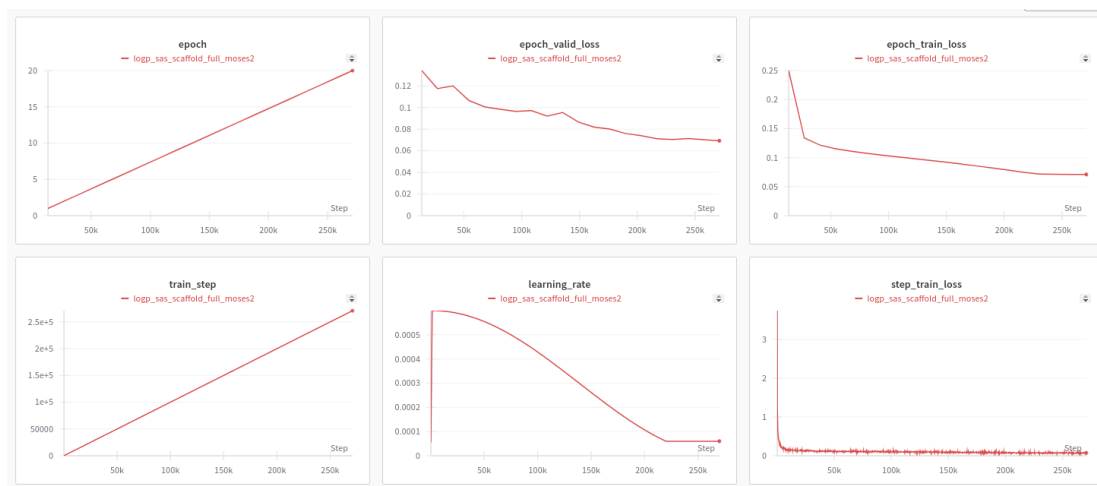 epoch
logp_sas_scaffold_full_moses2
20
15
10
5
0
Step
50k
100k
150k
200k
250k
epoch_valid_loss
logp_sas_scaffold_full_moses2
0.12
0.1
0.08
0.06
0.04
0.02
0
Step
50k
100k
150k
200k
250k
epoch_train_loss
logp_sas_scaffold_full_moses2
0.25
0.2
0.15
0.1
0.05
0
Step
50k
100k
150k
200k
250k
train_step
logp_sas_scaffold_full_moses2
2.5e+5
2e+5
1.5e+5
1e+5
50000
0
Step
50k
100k
150k
200k
250k
learning_rate
logp_sas_scaffold_full_moses2
0.0005
0.0004
0.0003
0.0002
0.0001
0
Step
50k
100k
150k
200k
250k
step_train_loss
logp_sas_scaffold_full_moses2
3
2
1
0
Step
50k
100k
150k
200k
250k